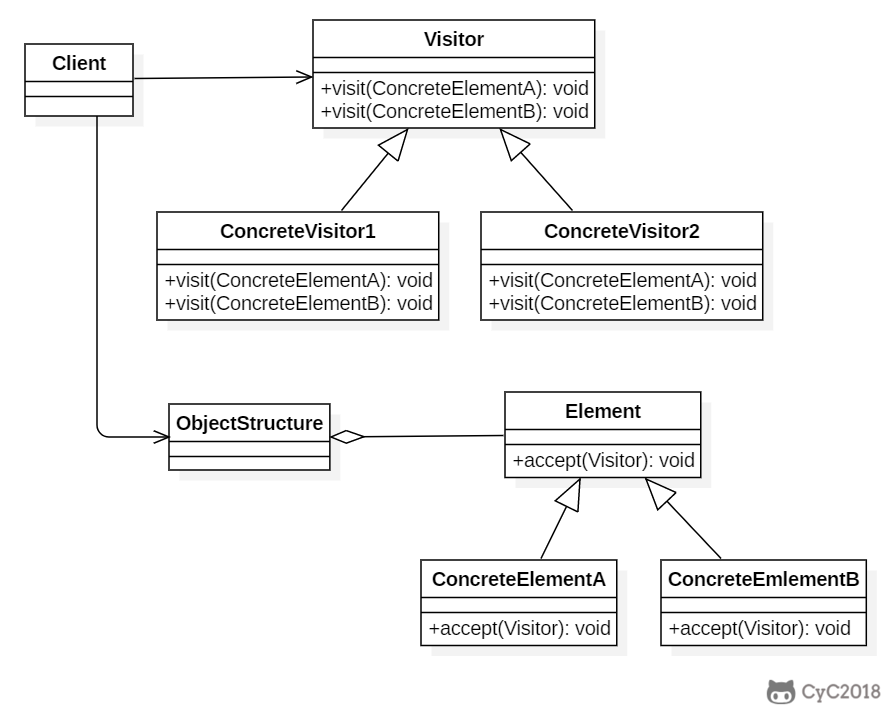 Visitor
Client
+visit(ConcreteElementA): void
+visit(ConcreteElementB): void
ConcreteVisitor1
ConcreteVisitor2
+visit(ConcreteElementA): void
+visit(ConcreteElementB): void
+visit(ConcreteElementA): void
+visit(ConcreteElementB): void
ObjectStructure
Element
+accept(Visitor): void
ConcreteElementA
ConcreteEmlementB
+accept(Visitor): void
+accept(Visitor): void
CyC2018